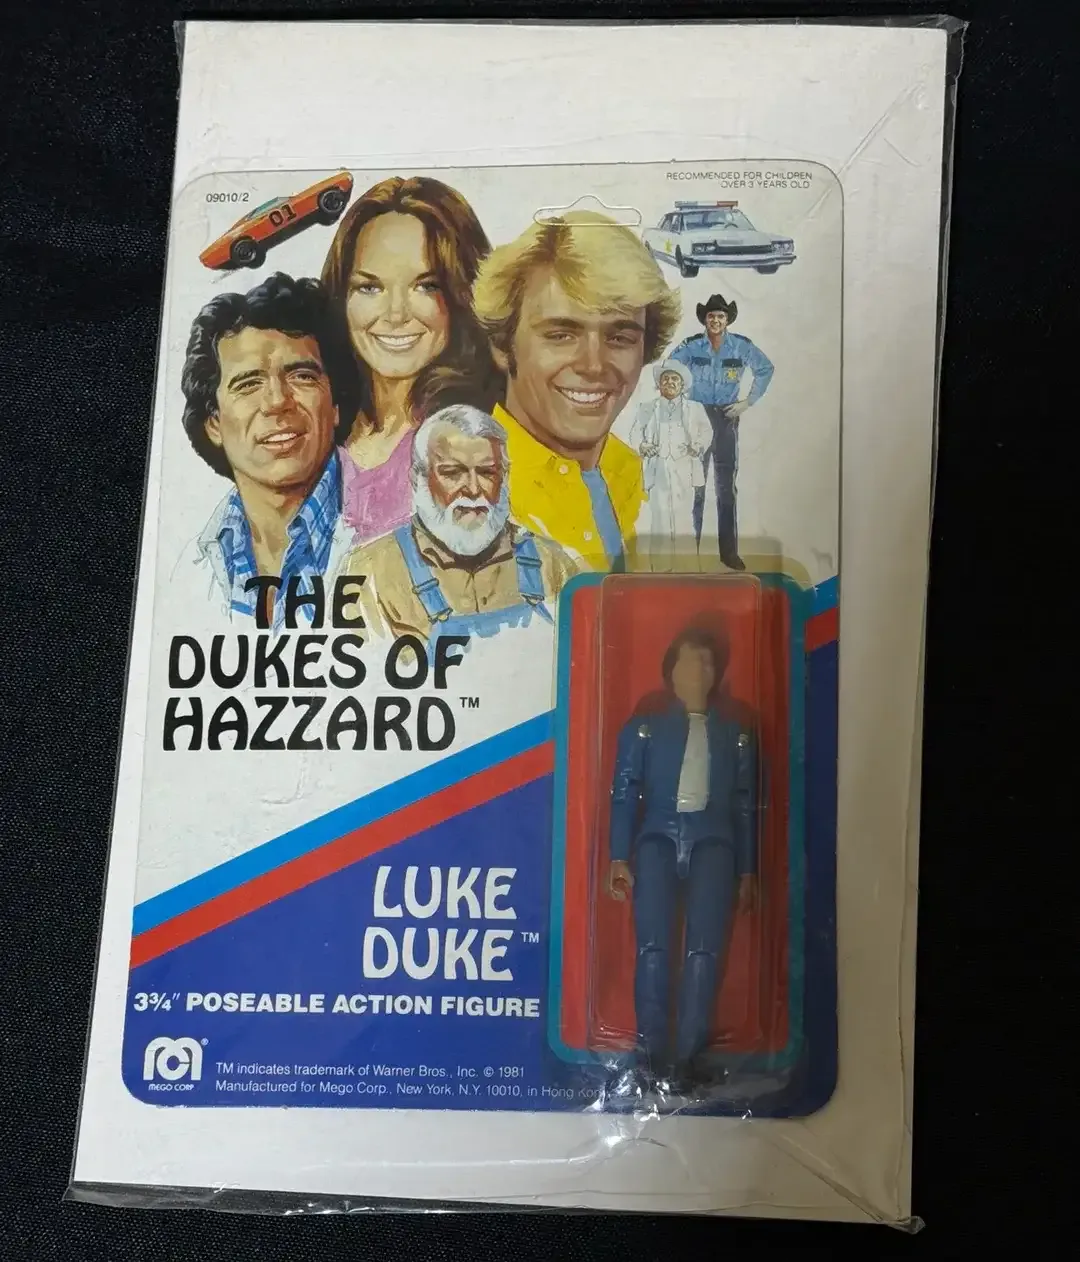 09010/2
RECOMMENDED FOR CHILDREN
OVER 3 YEARS OLD
01
THE
DUKES OF
HAZZARD™
LUKE
DUKE™
3¾" POSEABLE ACTION FIGURE
MEGO CORP
®
TM indicates trademark of Warner Bros., Inc. © 1981
Manufactured for Mego Corp., New York, N.Y. 10010, in Hong